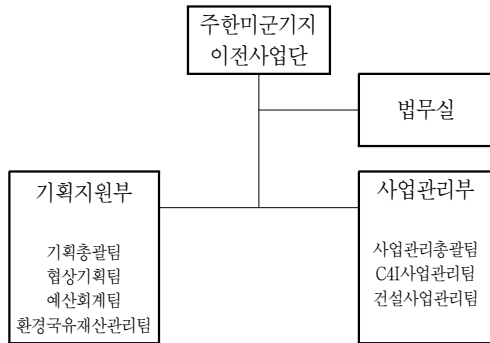 주한미군기지
이전사업단
법무실
기획지원부
기획총괄팀
협상기획팀
예산회계팀
환경국유재산관리팀
사업관리부
사업관리총괄팀
C4I사업관리팀
건설사업관리팀